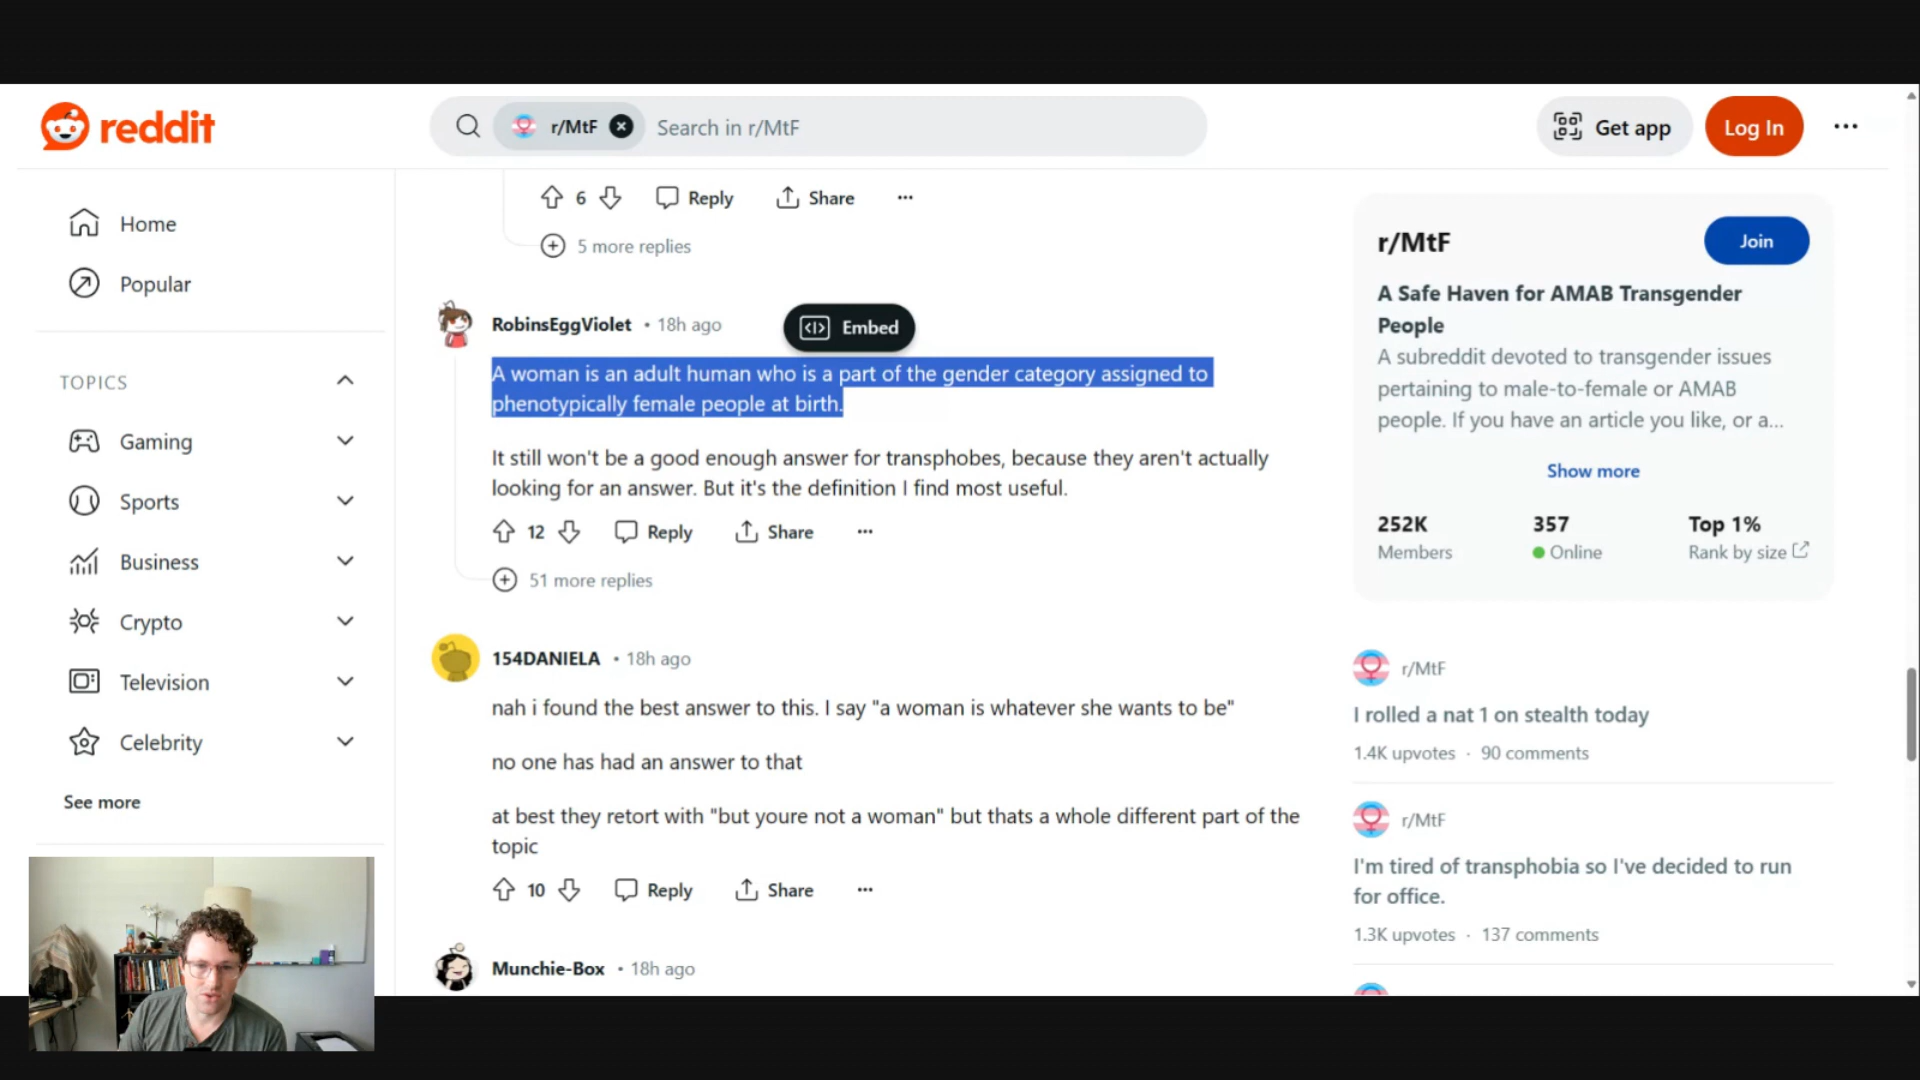 reddit
r/MtF
Search in r/MtF
Get app
Log In
Home
Popular
TOPICS
Gaming
Sports
Business
Crypto
Television
Celebrity
See more
6
Reply
Share
5 more replies
RobinsEggViolet • 18h ago
Embed
A woman is an adult human who is a part of the gender category assigned to
phenotypically female people at birth.
It still won't be a good enough answer for transphobes, because they aren't actually
looking for an answer. But it's the definition I find most useful.
12
Reply
Share
51 more replies
154DANIELA • 18h ago
nah i found the best answer to this. I say "a woman is whatever she wants to be"
no one has had an answer to that
at best they retort with "but youre not a woman" but thats a whole different part of the
topic
10
Reply
Share
Munchie-Box • 18h ago
r/MtF
Join
A Safe Haven for AMAB Transgender
People
A subreddit devoted to transgender issues
pertaining to male-to-female or AMAB
people. If you have an article you like, or a...
Show more
252K
357
Top 1%
Members
Online
Rank by size
r/MtF
I rolled a nat 1 on stealth today
1.4K upvotes · 90 comments
r/MtF
I'm tired of transphobia so I've decided to run
for office.
1.3K upvotes · 137 comments